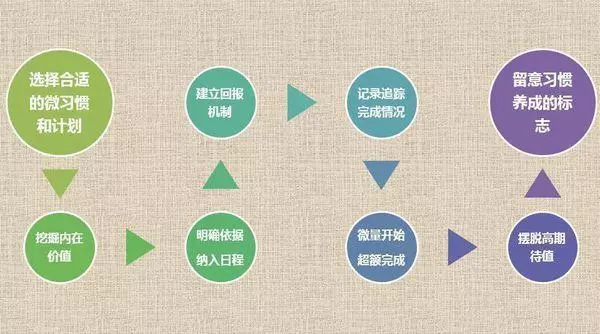 选择合适
的微习惯
和计划
挖掘内在
价值
明确依据
纳入日程
建立回报
机制
记录追踪
完成情况
微量开始
超额完成
摆脱高期
待值
留意习惯
养成的标
志